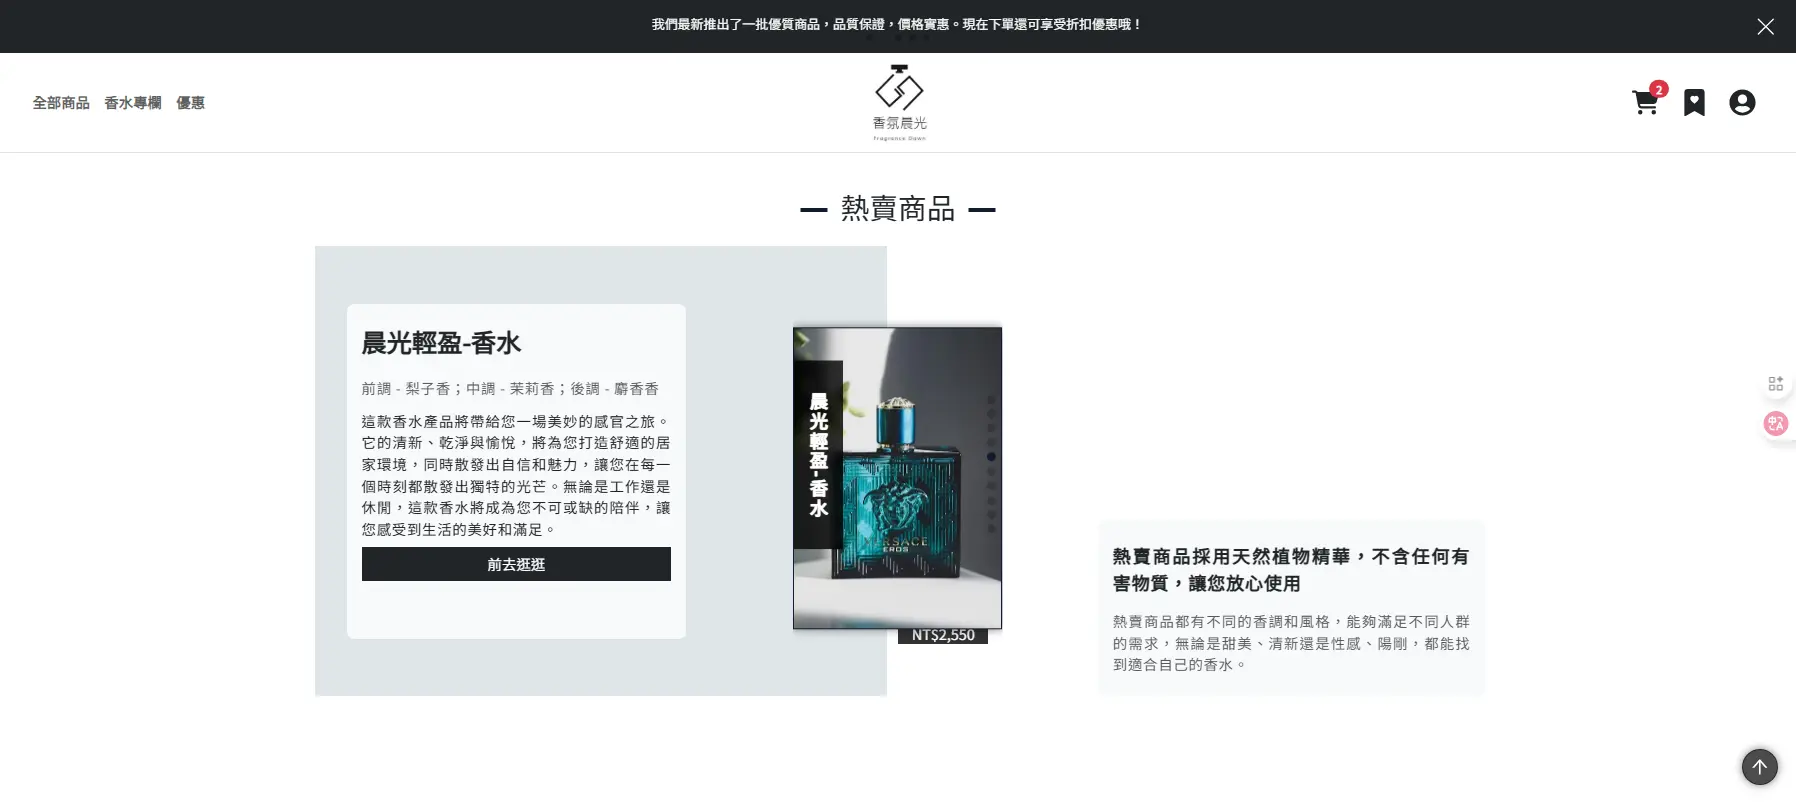 我們最新推出了一批優質商品，品質保證，價格實惠。現在下單還可享受折扣優惠哦！
全部商品 香水專欄 優惠
香氛晨光
Fragrance Dawn
2
熱賣商品
晨光輕盈-香水
前調 - 梨子香；中調 - 茉莉香；後調 - 麝香香
這款香水產品將帶給您一場美妙的感官之旅。
它的清新、乾淨與愉悅，將為您打造舒適的居
家環境，同時散發出自信和魅力，讓您在每一
個時刻都散發出獨特的光芒。無論是工作還是
休閒，這款香水將成為您不可或缺的陪伴，讓
您感受到生活的美好和滿足。
前去逛逛
晨光輕盈-香水
VERSACE
EROS
NT$2,550
熱賣商品採用天然植物精華，不含任何有
害物質，讓您放心使用
熱賣商品都有不同的香調和風格，能夠滿足不同人群
的需求，無論是甜美、清新還是性感、陽剛，都能找
到適合自己的香水。
中文A